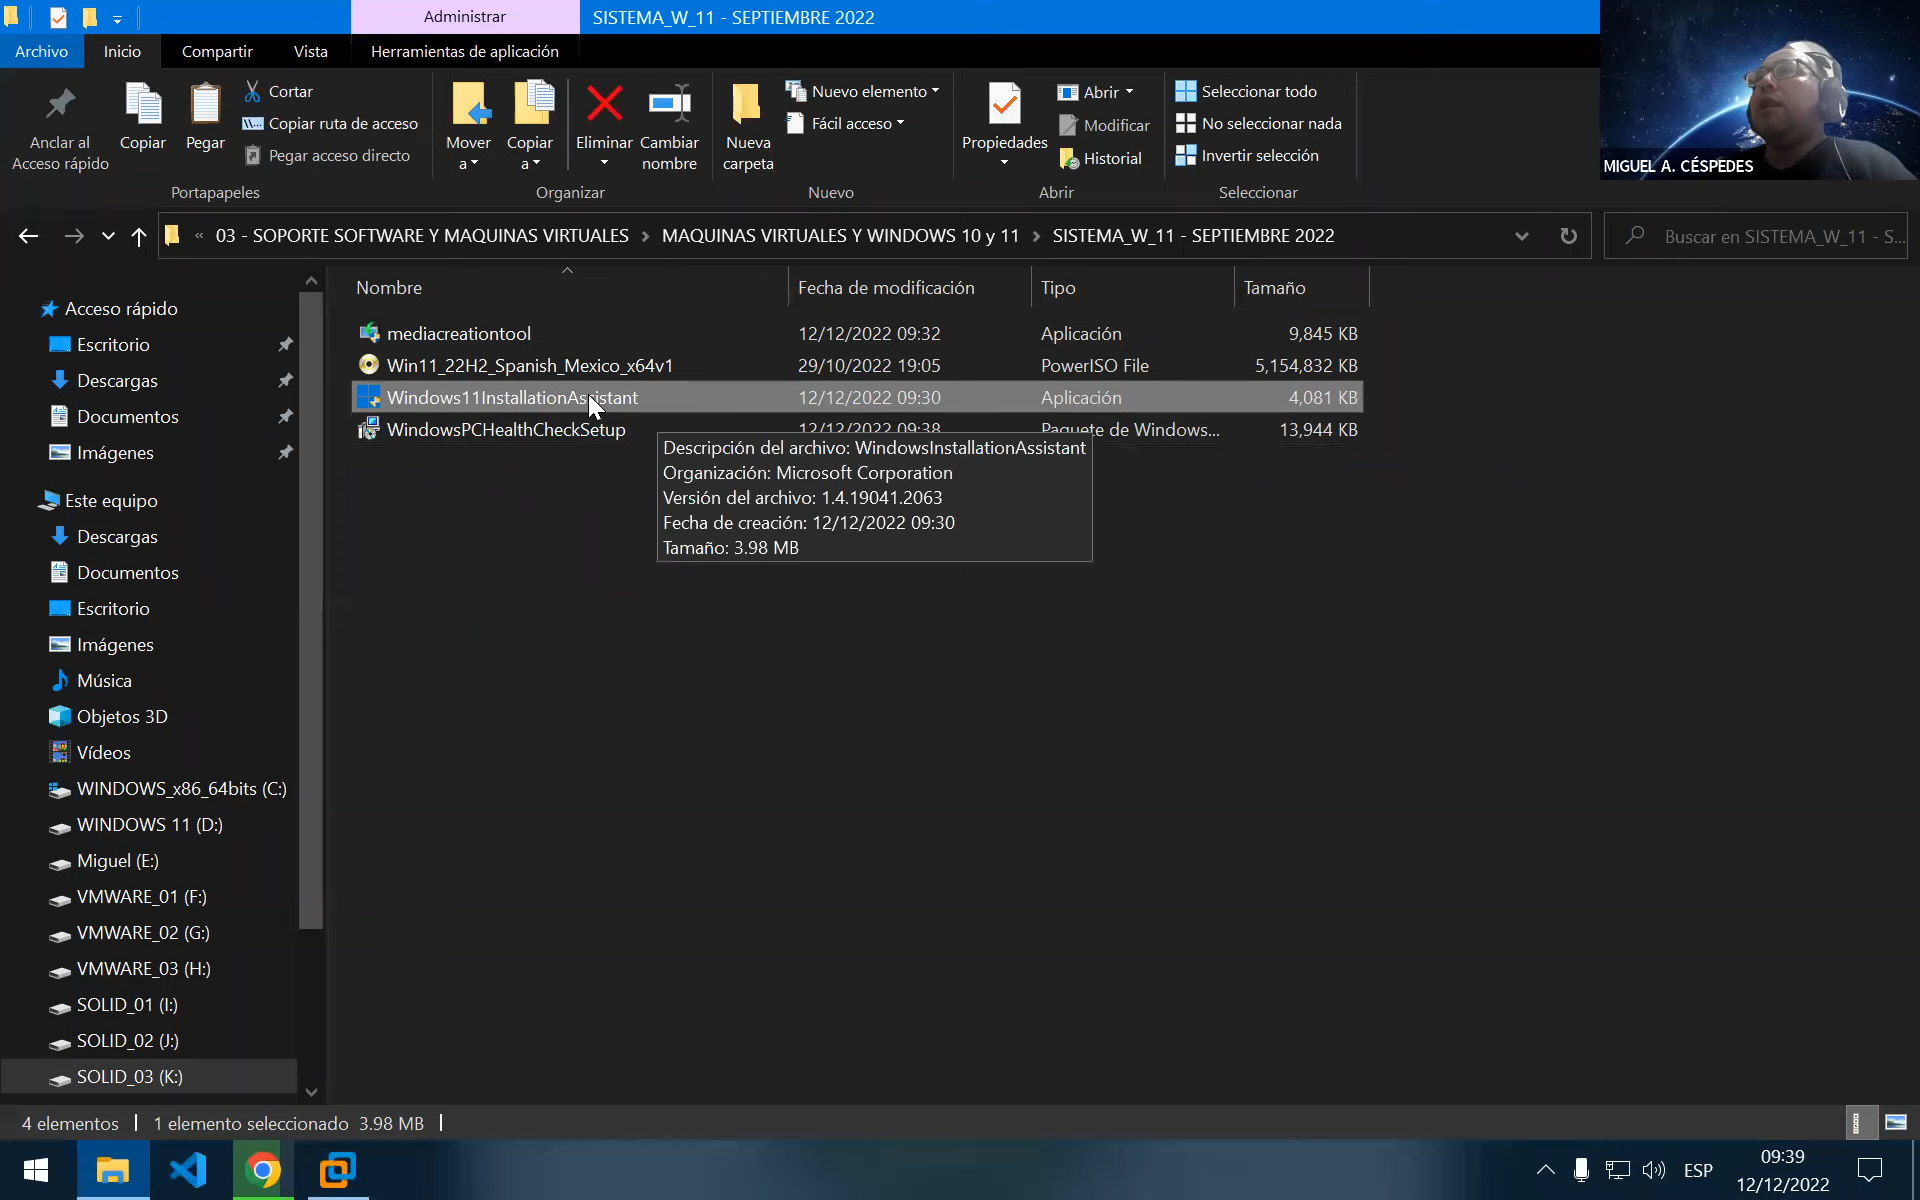 Administrar
SISTEMA_W_11 - SEPTIEMBRE 2022
Archivo
Inicio
Compartir
Vista
Herramientas de aplicación
Anclar al
Acceso rápido
Copiar
Pegar
Cortar
Copiar ruta de acceso
Pegar acceso directo
Mover
a
Copiar
a
Eliminar
Cambiar
nombre
Nueva
carpeta
Nuevo elemento
Fácil acceso
Propiedades
Abrir
Modificar
Historial
Seleccionar todo
No seleccionar nada
Invertir selección
Portapapeles
Organizar
Nuevo
Abrir
Seleccionar
MIGUEL A. CÉSPEDES
« 03 - SOPORTE SOFTWARE Y MAQUINAS VIRTUALES > MAQUINAS VIRTUALES Y WINDOWS 10 y 11 > SISTEMA_W_11 - SEPTIEMBRE 2022
Buscar en SISTEMA_W_11 - S...
Nombre Fecha de modificación Tipo Tamaño
mediacreationtool 12/12/2022 09:32 Aplicación 9,845 KB
Win11_22H2_Spanish_Mexico_x64v1 29/10/2022 19:05 PowerISO File 5,154,832 KB
Windows11InstallationAssistant 12/12/2022 09:30 Aplicación 4,081 KB
WindowsPCHealthCheckSetup 12/12/2022 09:38 Paquete de Windows... 13,944 KB
Descripción del archivo: WindowsInstallationAssistant
Organización: Microsoft Corporation
Versión del archivo: 1.4.19041.2063
Fecha de creación: 12/12/2022 09:30
Tamaño: 3.98 MB
Acceso rápido
Escritorio
Descargas
Documentos
Imágenes
Este equipo
Descargas
Documentos
Escritorio
Imágenes
Música
Objetos 3D
Vídeos
WINDOWS_x86_64bits (C:)
WINDOWS 11 (D:)
Miguel (E:)
VMWARE_01 (F:)
VMWARE_02 (G:)
VMWARE_03 (H:)
SOLID_01 (I:)
SOLID_02 (J:)
SOLID_03 (K:)
4 elementos
1 elemento seleccionado 3.98 MB
ESP
09:39
12/12/2022